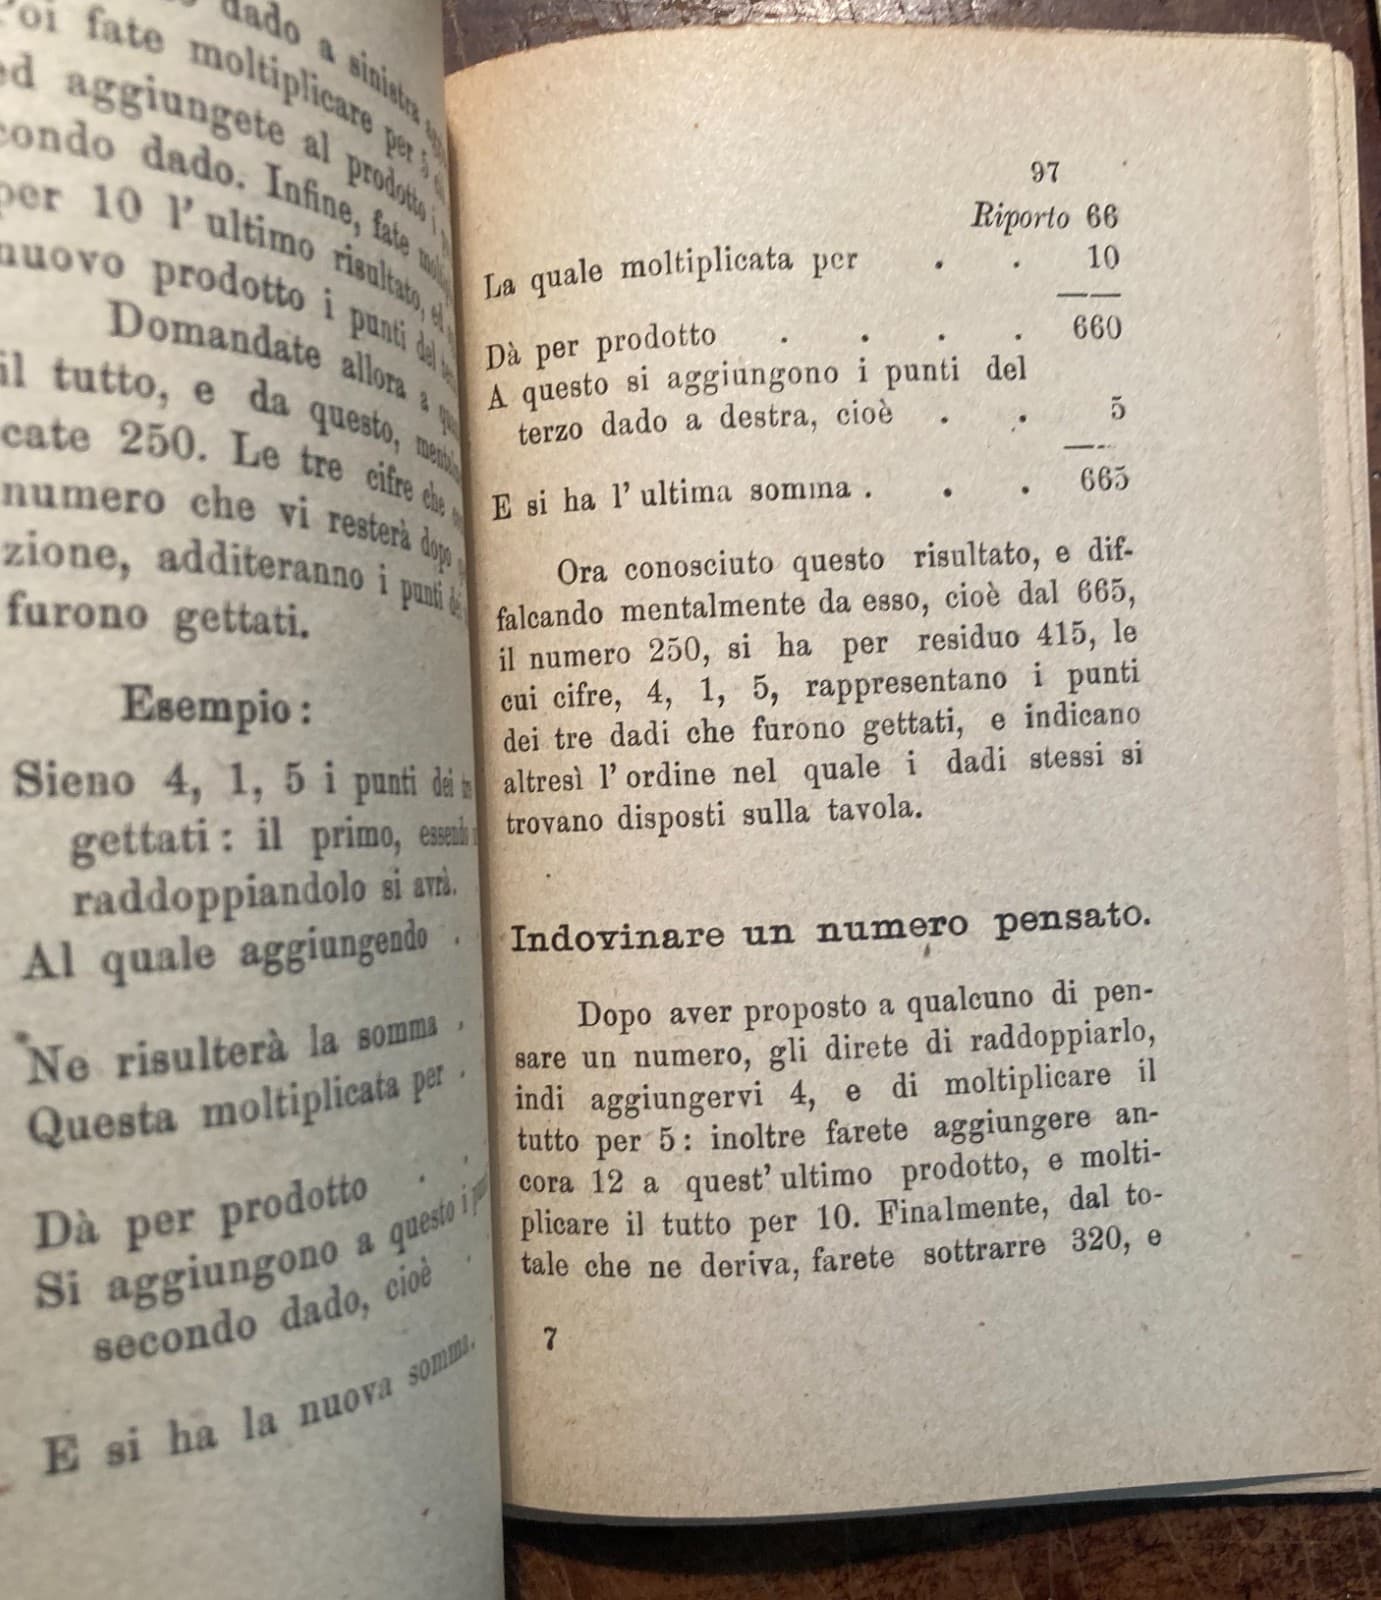 dado a sinistra
Poi fate moltiplicare per 5
ed aggiungete al prodotto i
condo dado. Infine, fate
per 10 l' ultimo risultato, ed
nuovo prodotto i punti del
Domandate allora a
il tutto, e da questo,
cate 250. Le tre cifre che
numero che vi resterà dopo
zione, additeranno i punti dei
furono gettati.
Esempio:
Sieno 4, 1, 5 i punti dei
gettati: il primo, essendo
raddoppiandolo si avrà.
Al quale aggiungendo .
Ne risulterà la somma .
Questa moltiplicata per .
Dà per prodotto . .
Si aggiungono a questo i
secondo dado, cioè .
E si ha la nuova somma.
97
Riporto 66
La quale moltiplicata per . . 10
Dà per prodotto . . . . 660
A questo si aggiungono i punti del
terzo dado a destra, cioè . . 5
E si ha l' ultima somma . . . 665
Ora conosciuto questo risultato, e dif-
falcando mentalmente da esso, cioè dal 665,
il numero 250, si ha per residuo 415, le
cui cifre, 4, 1, 5, rappresentano i punti
dei tre dadi che furono gettati, e indicano
altresì l' ordine nel quale i dadi stessi si
trovano disposti sulla tavola.
Indovinare un numero pensato.
Dopo aver proposto a qualcuno di pen-
sare un numero, gli direte di raddoppiarlo,
indi aggiungervi 4, e di moltiplicare il
tutto per 5: inoltre farete aggiungere an-
cora 12 a quest' ultimo prodotto, e molti-
plicare il tutto per 10. Finalmente, dal to-
tale che ne deriva, farete sottrarre 320, e
7